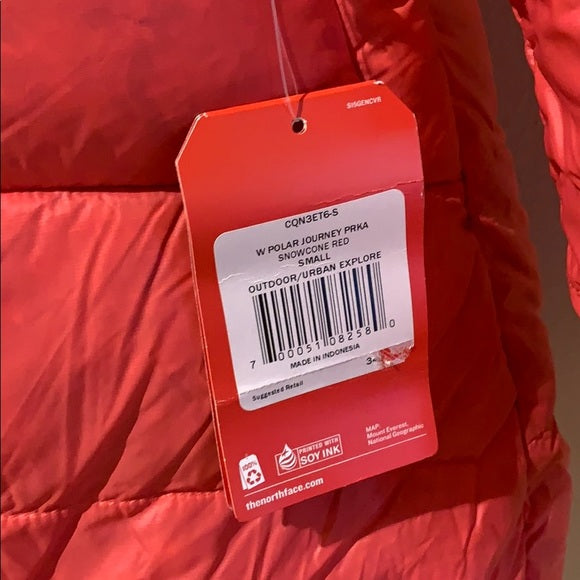 S15GENCVR
CQN3ET6-S
W POLAR JOURNEY PRKA
SNOWCONE RED
SMALL
OUTDOOR/URBAN EXPLORE
7 00051 08258 0
MADE IN INDONESIA
Suggested Retail
100%
PRINTED WITH
SOY INK
MAP:
Mount Everest,
National Geographic
thenorthface.com